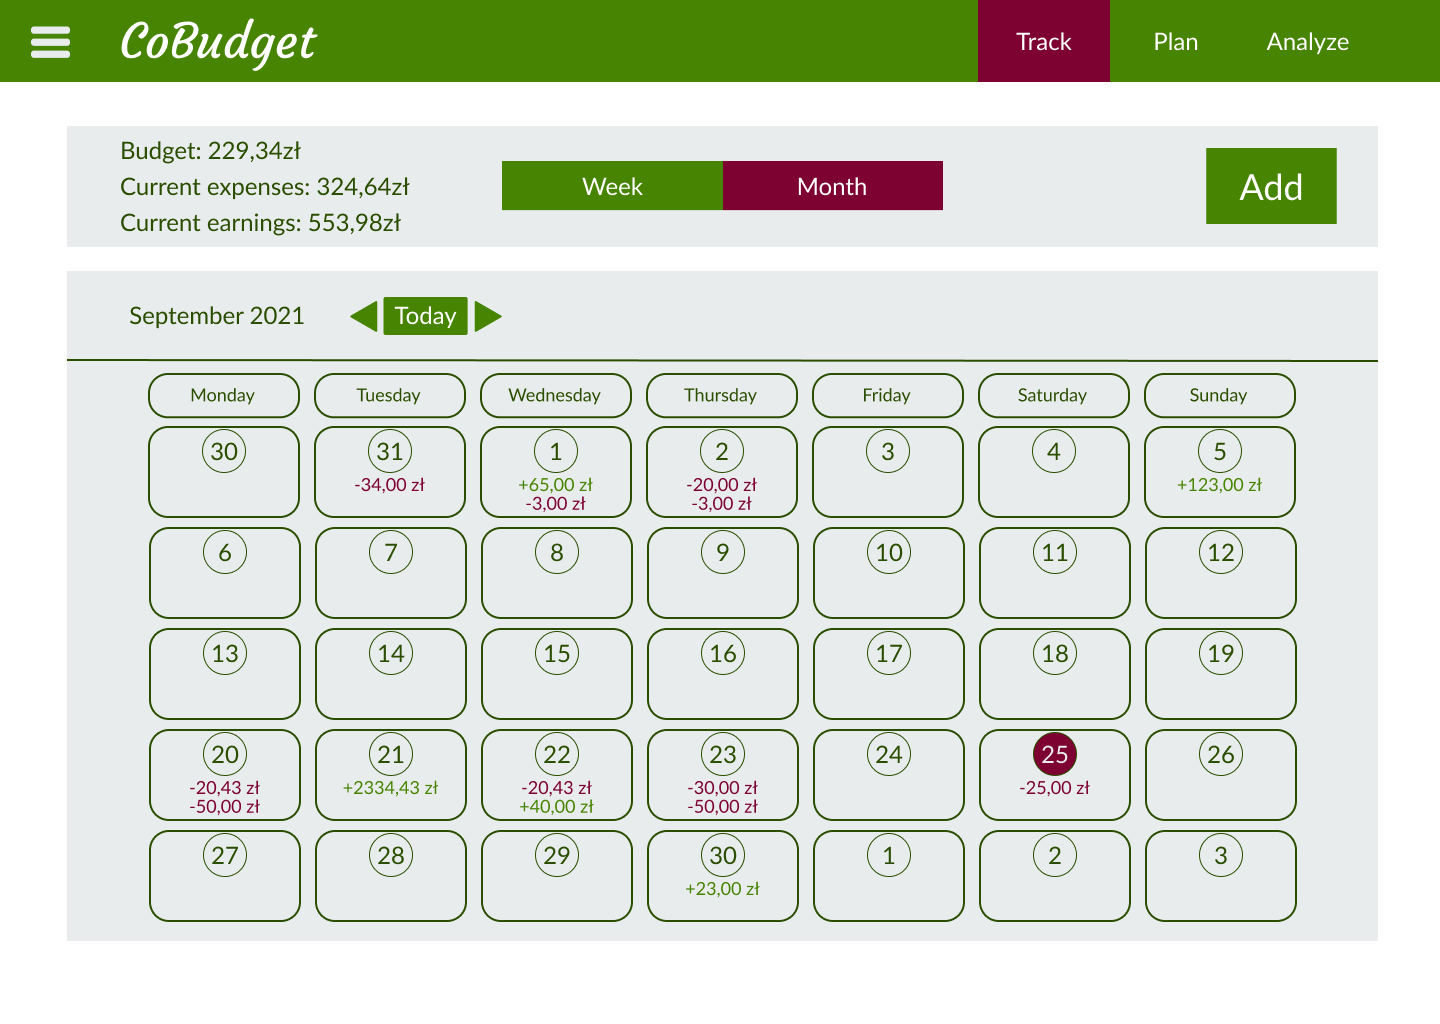 CoBudget
Track Plan Analyze
Budget: 229,34zł
Current expenses: 324,64zł
Current earnings: 553,98zł
Week Month
Add
September 2021 Today
Monday Tuesday Wednesday Thursday Friday Saturday Sunday
30 31 1 2 3 4 5
-34,00 zł +65,00 zł -20,00 zł +123,00 zł
-3,00 zł -3,00 zł
6 7 8 9 10 11 12
13 14 15 16 17 18 19
20 21 22 23 24 25 26
-20,43 zł +2334,43 zł -20,43 zł -30,00 zł -25,00 zł
-50,00 zł +40,00 zł -50,00 zł
27 28 29 30 1 2 3
+23,00 zł